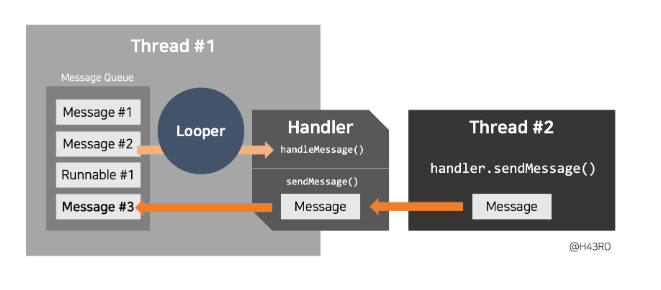 Thread #1
Message Queue
Message #1
Message #2
Runnable #1
Message #3
Looper
Handler
handleMessage()
sendMessage()
Message
Thread #2
handler.sendMessage()
Message
@H43RO